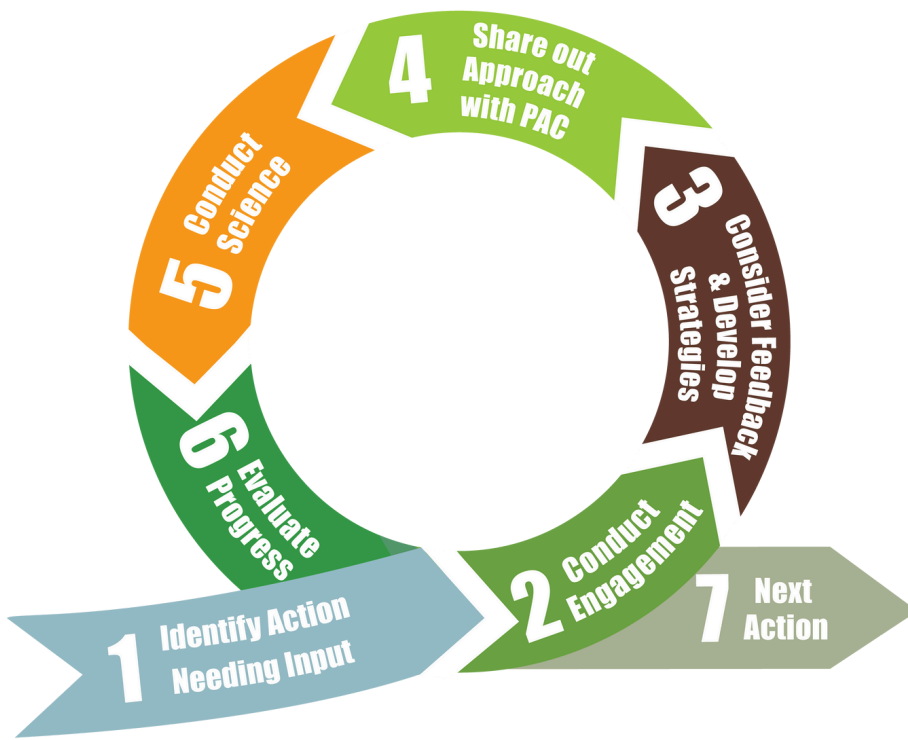 1
Identify Action
Needing Input
2
Conduct
Engagement
3
Consider Feedback
& Develop
Strategies
4
Share out
Approach
with PAC
5
Conduct
Science
6
Evaluate
Progress
7
Next
Action